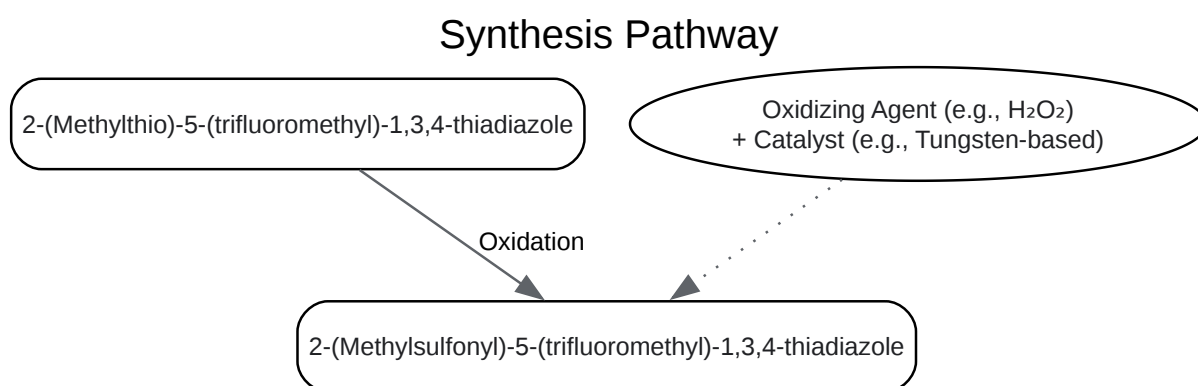 Synthesis Pathway
2-(Methylthio)-5-(trifluoromethyl)-1,3,4-thiadiazole
Oxidizing Agent (e.g., H₂O₂)
+ Catalyst (e.g., Tungsten-based)
Oxidation
2-(Methylsulfonyl)-5-(trifluoromethyl)-1,3,4-thiadiazole